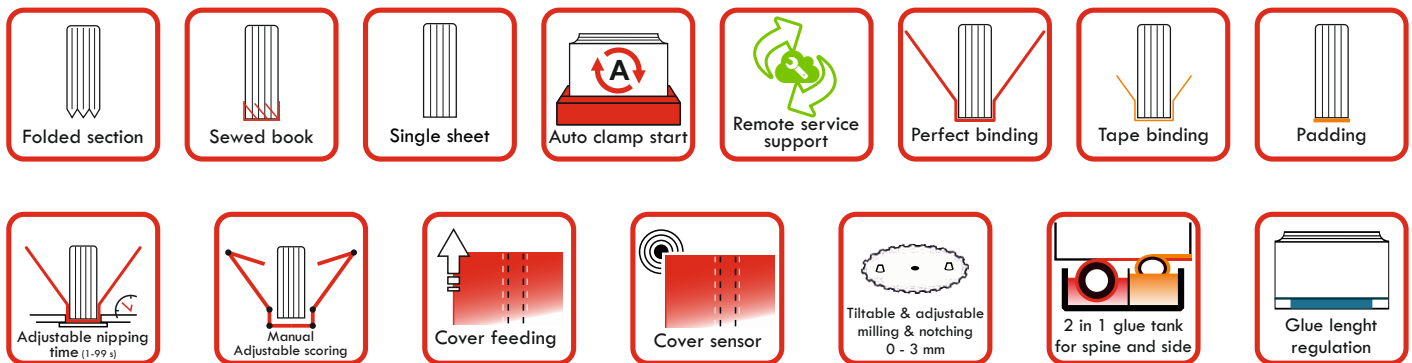 Folded section
Sewed book
Single sheet
A
Auto clamp start
Remote service
support
Perfect binding
Tape binding
Padding
Adjustable nipping
time (1-99 s)
Manual
Adjustable scoring
Cover feeding
Cover sensor
Tiltable & adjustable
milling & notching
0 - 3 mm
2 in 1 glue tank
for spine and side
Glue lenght
regulation